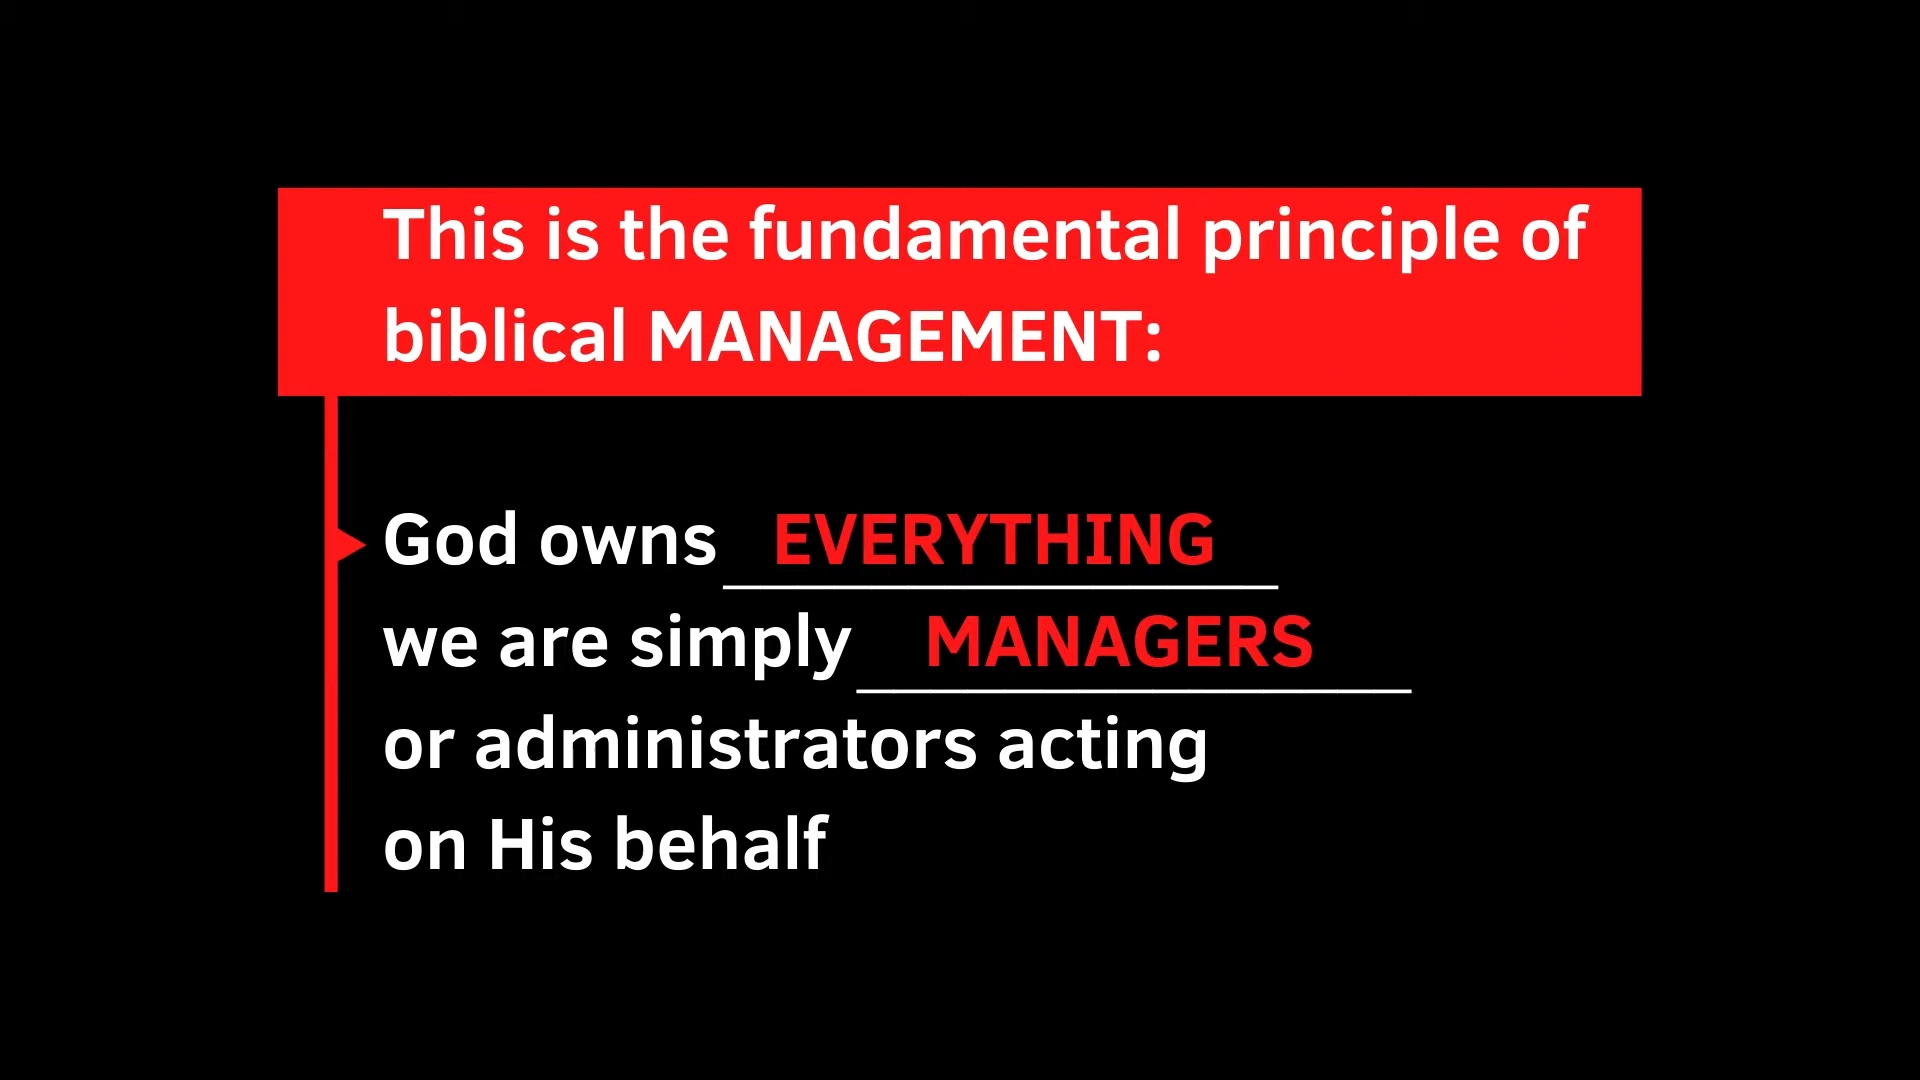 This is the fundamental principle of
biblical MANAGEMENT:
God owns EVERYTHING
we are simply MANAGERS
or administrators acting
on His behalf